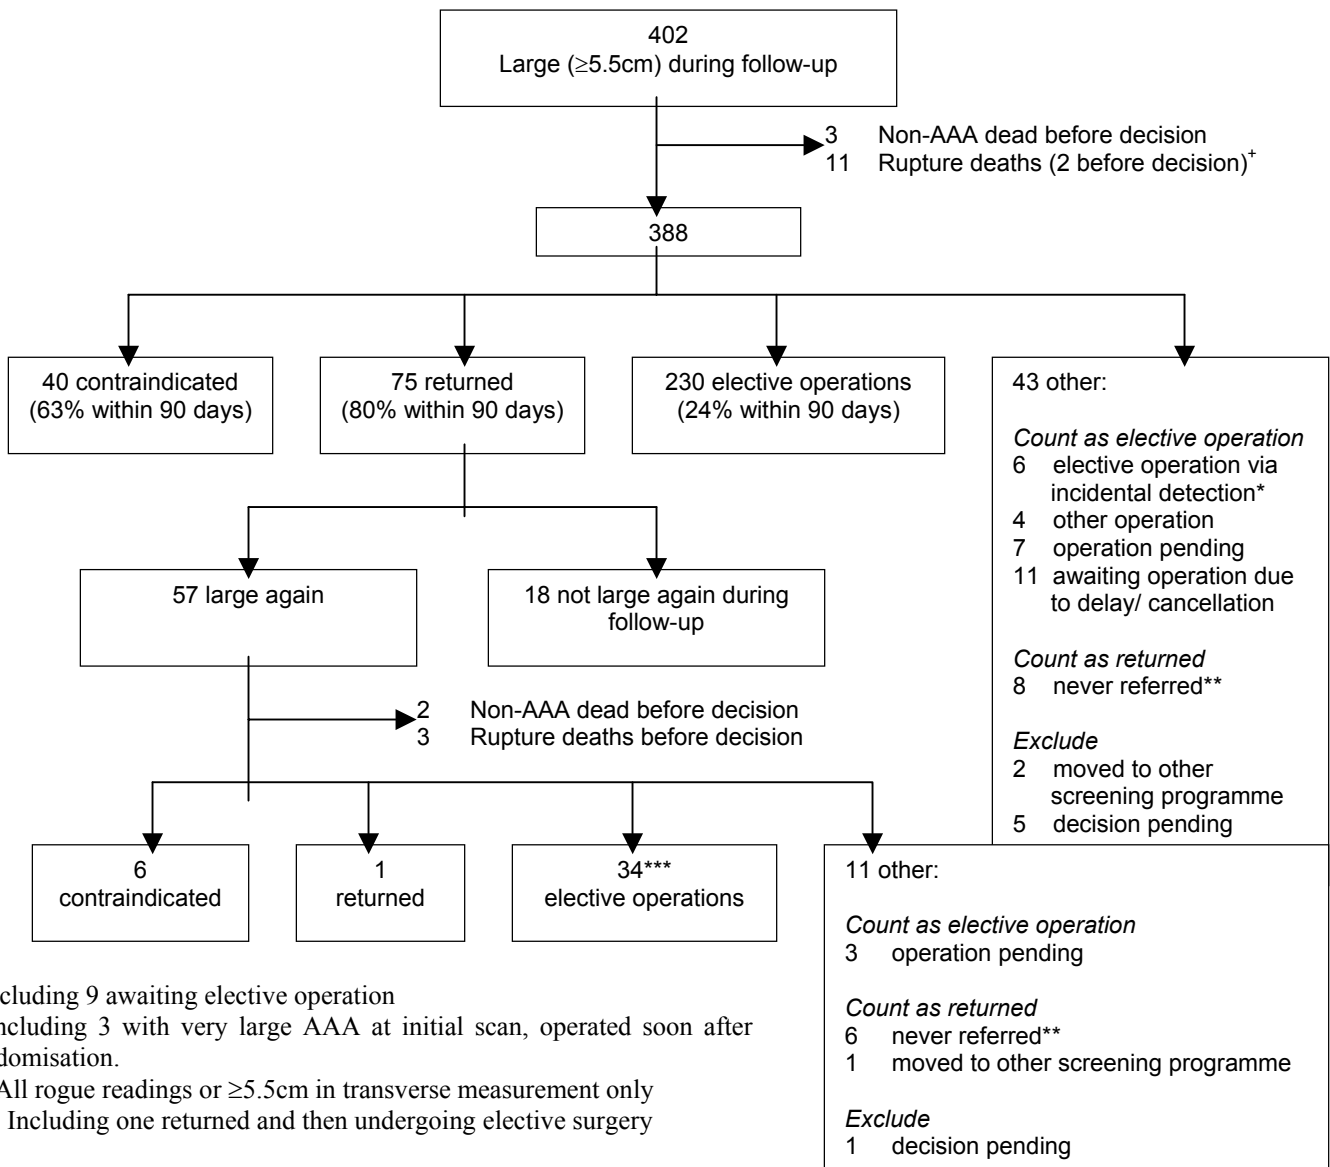 402
Large (≥5.5cm) during follow-up
3 Non-AAA dead before decision
11 Rupture deaths (2 before decision)+
388
40 contraindicated
(63% within 90 days)
75 returned
(80% within 90 days)
230 elective operations
(24% within 90 days)
43 other:
Count as elective operation
6 elective operation via
incidental detection*
4 other operation
7 operation pending
11 awaiting operation due
to delay/ cancellation
Count as returned
8 never referred**
Exclude
2 moved to other
screening programme
5 decision pending
57 large again
18 not large again during
follow-up
2 Non-AAA dead before decision
3 Rupture deaths before decision
6
contraindicated
1
returned
34***
elective operations
11 other:
Count as elective operation
3 operation pending
Count as returned
6 never referred**
1 moved to other screening programme
Exclude
1 decision pending
cluding 9 awaiting elective operation
ncluding 3 with very large AAA at initial scan, operated soon after
domisation.
All rogue readings or ≥5.5cm in transverse measurement only
Including one returned and then undergoing elective surgery